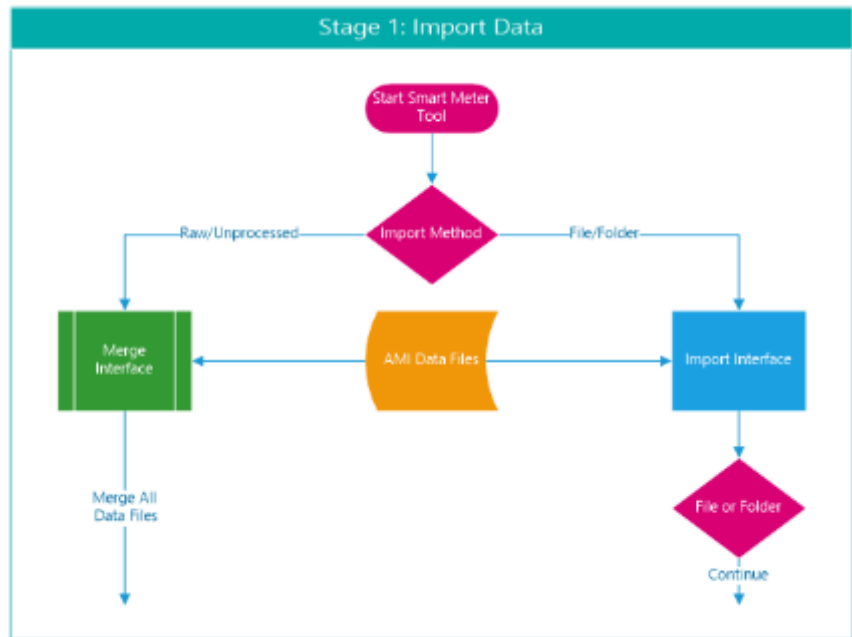 Stage 1: Import Data
Start Smart Meter
Tool
Import Method
Raw/Unprocessed
File/Folder
Merge
Interface
AMI Data Files
Import Interface
Merge All
Data Files
File or Folder
Continue